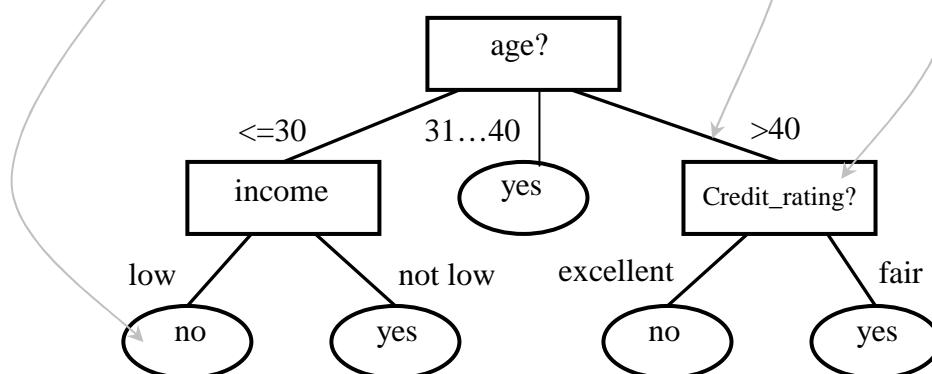 age?
<=30
31…40
>40
income
yes
Credit_rating?
low
not low
excellent
fair
no
yes
no
yes